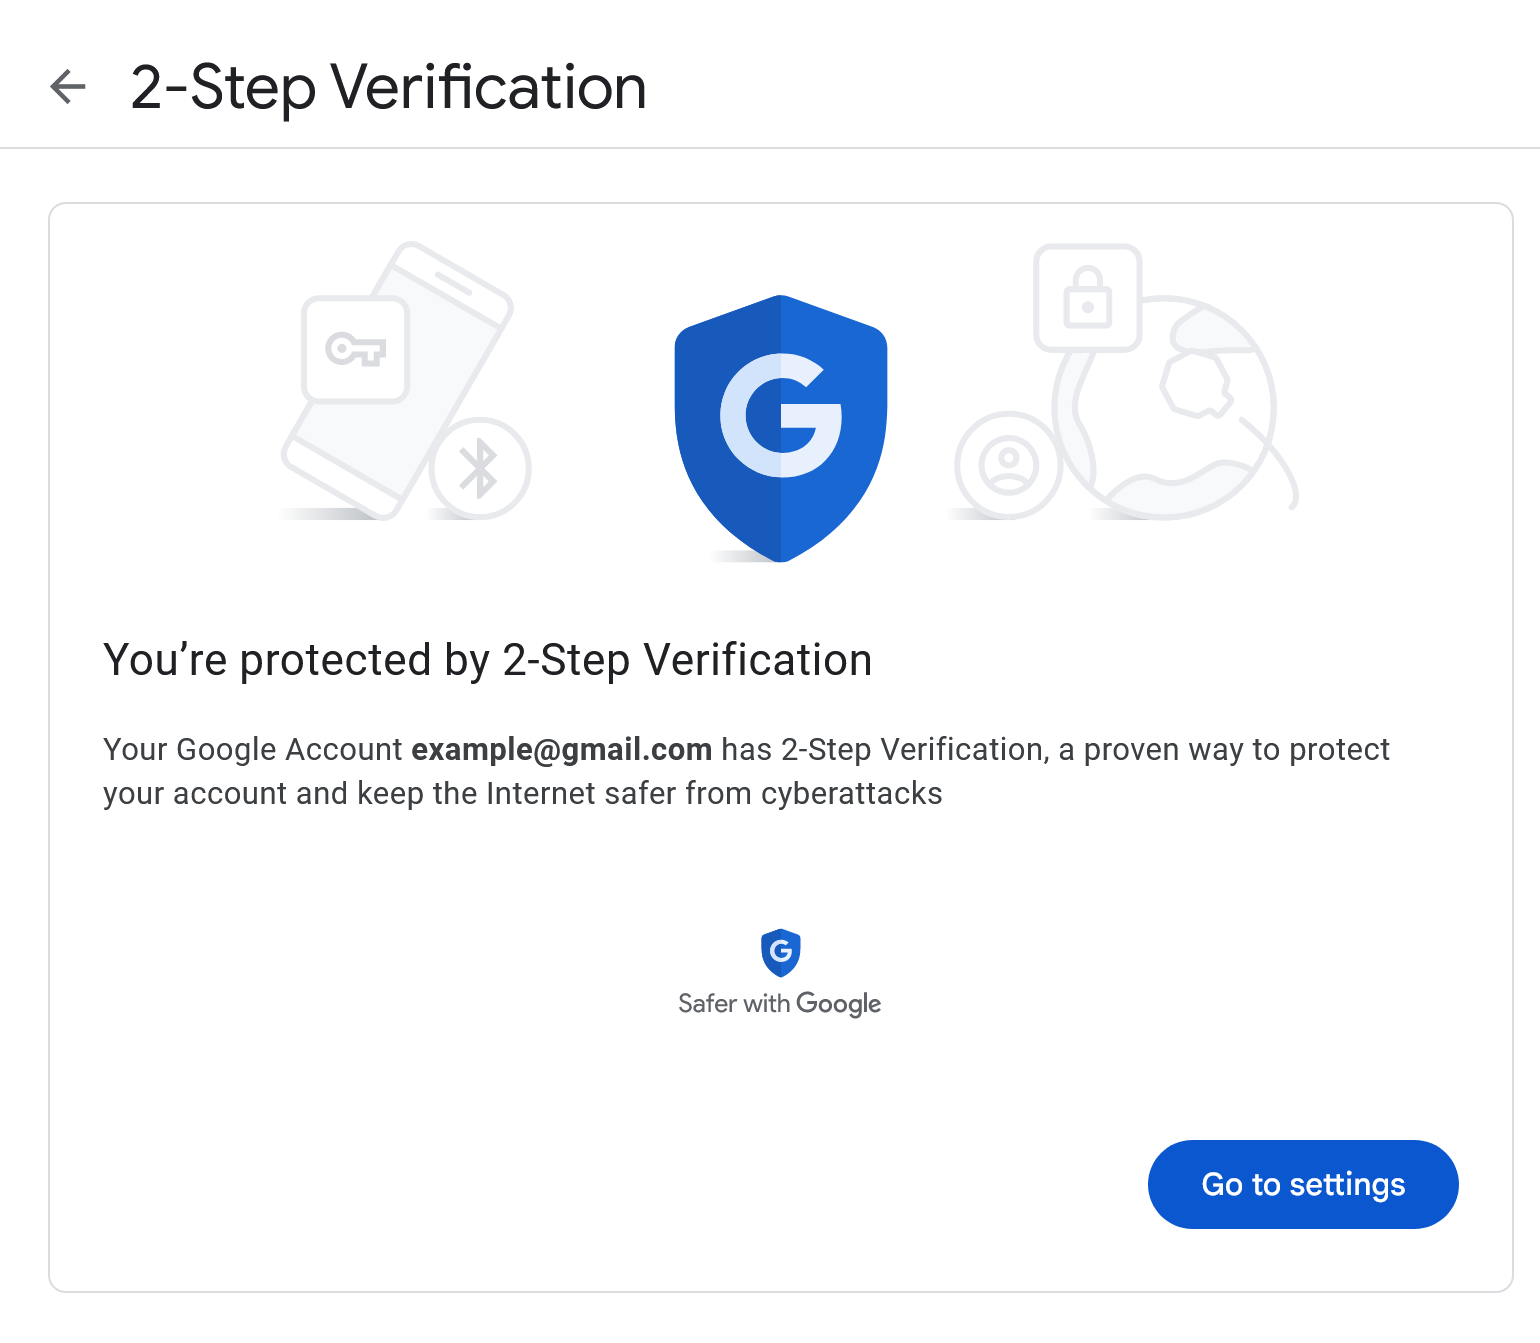 2-Step Verification
You’re protected by 2-Step Verification
Your Google Account example@gmail.com has 2-Step Verification, a proven way to protect
your account and keep the Internet safer from cyberattacks
Safer with Google
Go to settings